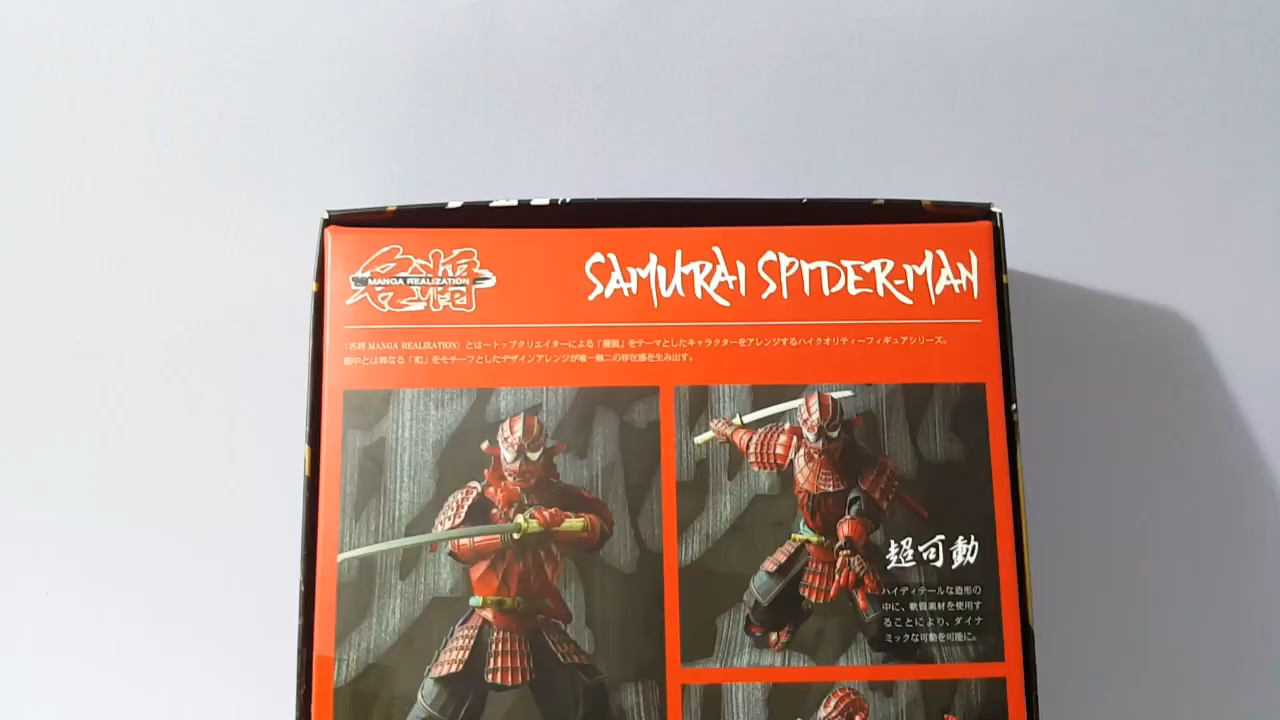 名将
MANGA REALIZATION
SAMURAI SPIDER-MAN
〈名将 MANGA REALIZATION〉とは―トップクリエイターによる「漫画」をテーマとしたキャラクターをアレンジするハイクオリティーフィギュアシリーズ。
劇中とは異なる「和」をモチーフとしたデザインアレンジが唯一無二の存在感を生み出す。
超可動
ハイディテールな造形の
中に、軟質素材を使用す
ることにより、ダイナ
ミックな可動を可能に。